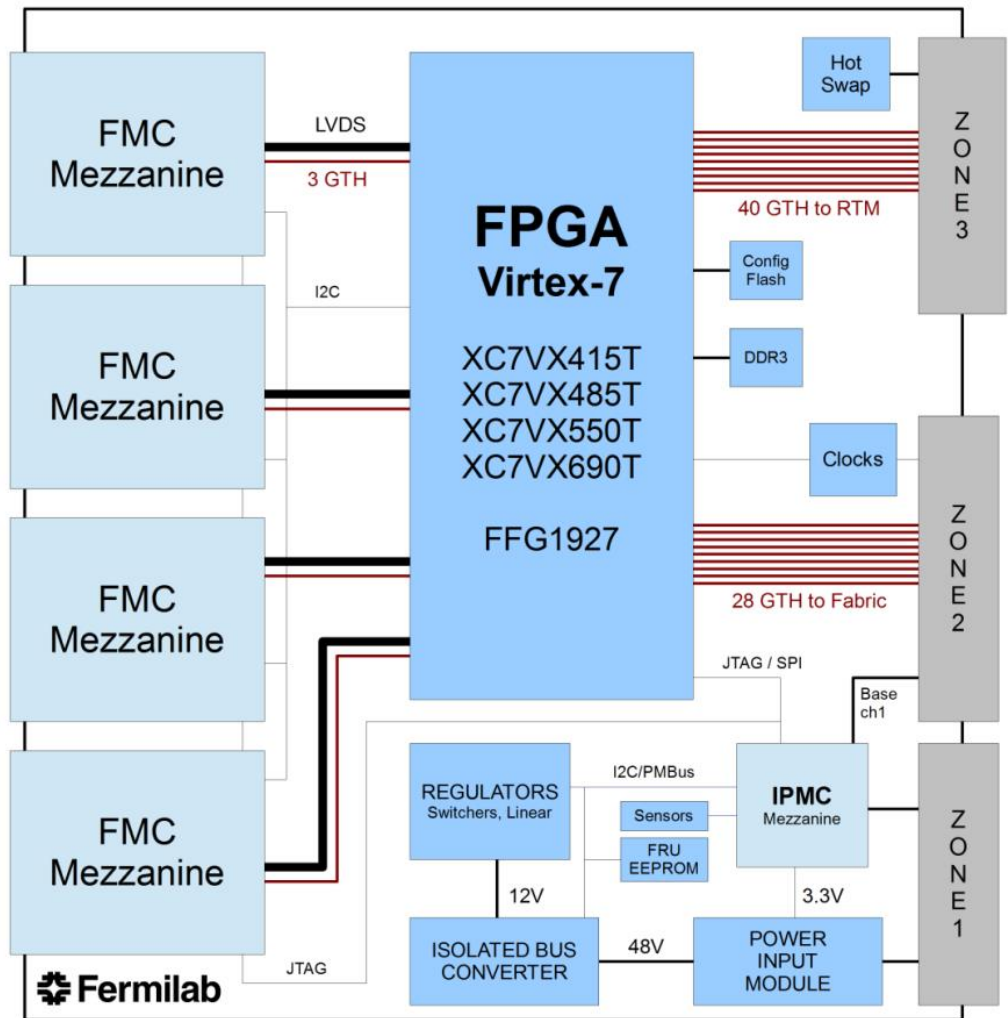 FMC
Mezzanine
LVDS
3 GTH
I2C
FMC
Mezzanine
FMC
Mezzanine
FMC
Mezzanine
JTAG
Fermilab
FPGA
Virtex-7
XC7VX415T
XC7VX485T
XC7VX550T
XC7VX690T
FFG1927
Hot
Swap
40 GTH to RTM
Config
Flash
DDR3
Clocks
28 GTH to Fabric
JTAG / SPI
Base
ch1
ZONE3
ZONE2
ZONE1
REGULATORS
Switchers, Linear
I2C/PMBus
Sensors
FRU
EEPROM
IPMC
Mezzanine
12V
3.3V
ISOLATED BUS
CONVERTER
48V
POWER
INPUT
MODULE